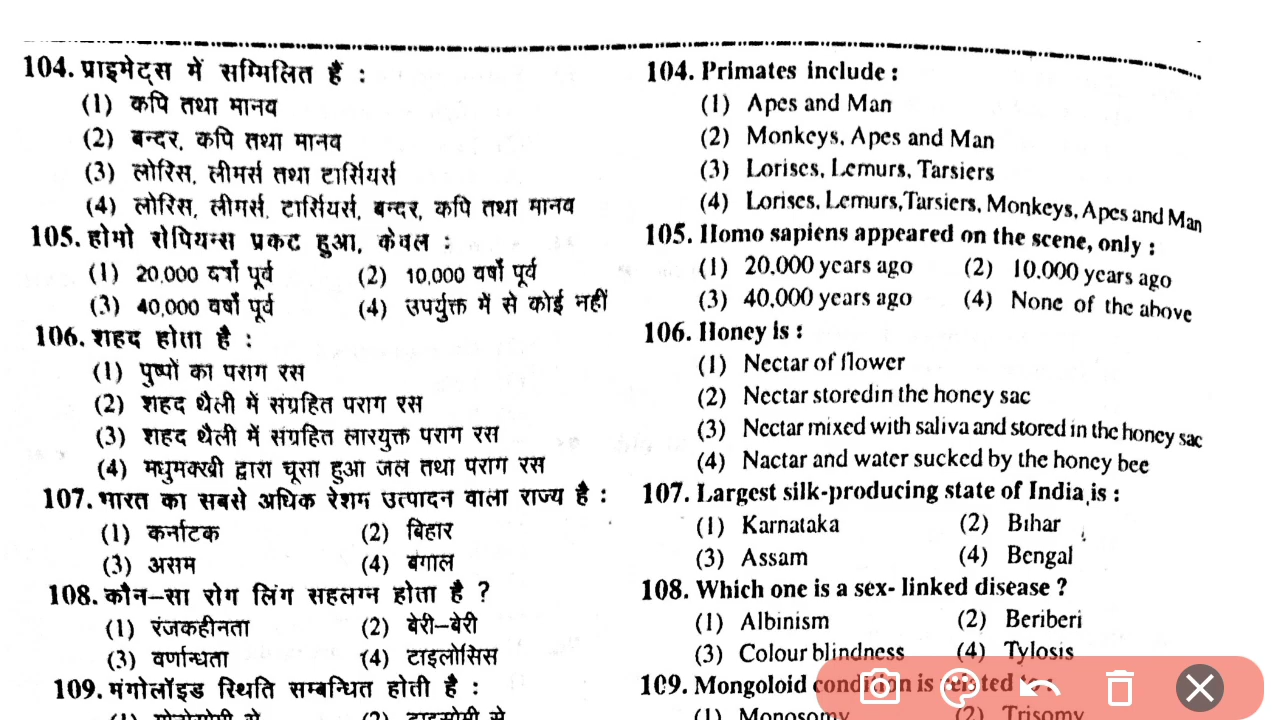 104. प्राइमेट्स में सम्मिलित हैं :
(1) कपि तथा मानव
(2) बन्दर, कपि तथा मानव
(3) लोरिस, लीमर्स तथा टार्सियर्स
(4) लोरिस, लीमर्स, टार्सियर्स, बन्दर, कपि तथा मानव
105. होमो सेपियन्स प्रकट हुआ, केवल :
(1) 20,000 वर्षों पूर्व (2) 10,000 वर्षों पूर्व
(3) 40,000 वर्षों पूर्व (4) उपर्युक्त में से कोई नहीं
106. शहद होता है :
(1) पुष्पों का पराग रस
(2) शहद थैली में संग्रहित पराग रस
(3) शहद थैली में संग्रहित लारयुक्त पराग रस
(4) मधुमक्खी द्वारा चूसा हुआ जल तथा पराग रस
107. भारत का सबसे अधिक रेशम उत्पादन वाला राज्य है :
(1) कर्नाटक (2) बिहार
(3) असम (4) बंगाल
108. कौन-सा रोग लिंग सहलग्न होता है ?
(1) रंजकहीनता (2) बेरी-बेरी
(3) वर्णान्धता (4) टाइलोसिस
109. मंगोलॉइड स्थिति सम्बन्धित होती है :
104. Primates include :
(1) Apes and Man
(2) Monkeys, Apes and Man
(3) Lorises, Lemurs, Tarsiers
(4) Lorises, Lemurs, Tarsiers, Monkeys, Apes and Man
105. Homo sapiens appeared on the scene, only :
(1) 20,000 years ago (2) 10.000 years ago
(3) 40,000 years ago (4) None of the above
106. Honey is :
(1) Nectar of flower
(2) Nectar storedin the honey sac
(3) Nectar mixed with saliva and stored in the honey sac
(4) Nactar and water sucked by the honey bee
107. Largest silk-producing state of India is :
(1) Karnataka (2) Bihar
(3) Assam (4) Bengal
108. Which one is a sex- linked disease ?
(1) Albinism (2) Beriberi
(3) Colour blindness (4) Tylosis
109. Mongoloid condition is related to :
(1) Monosomy (2) Trisomy